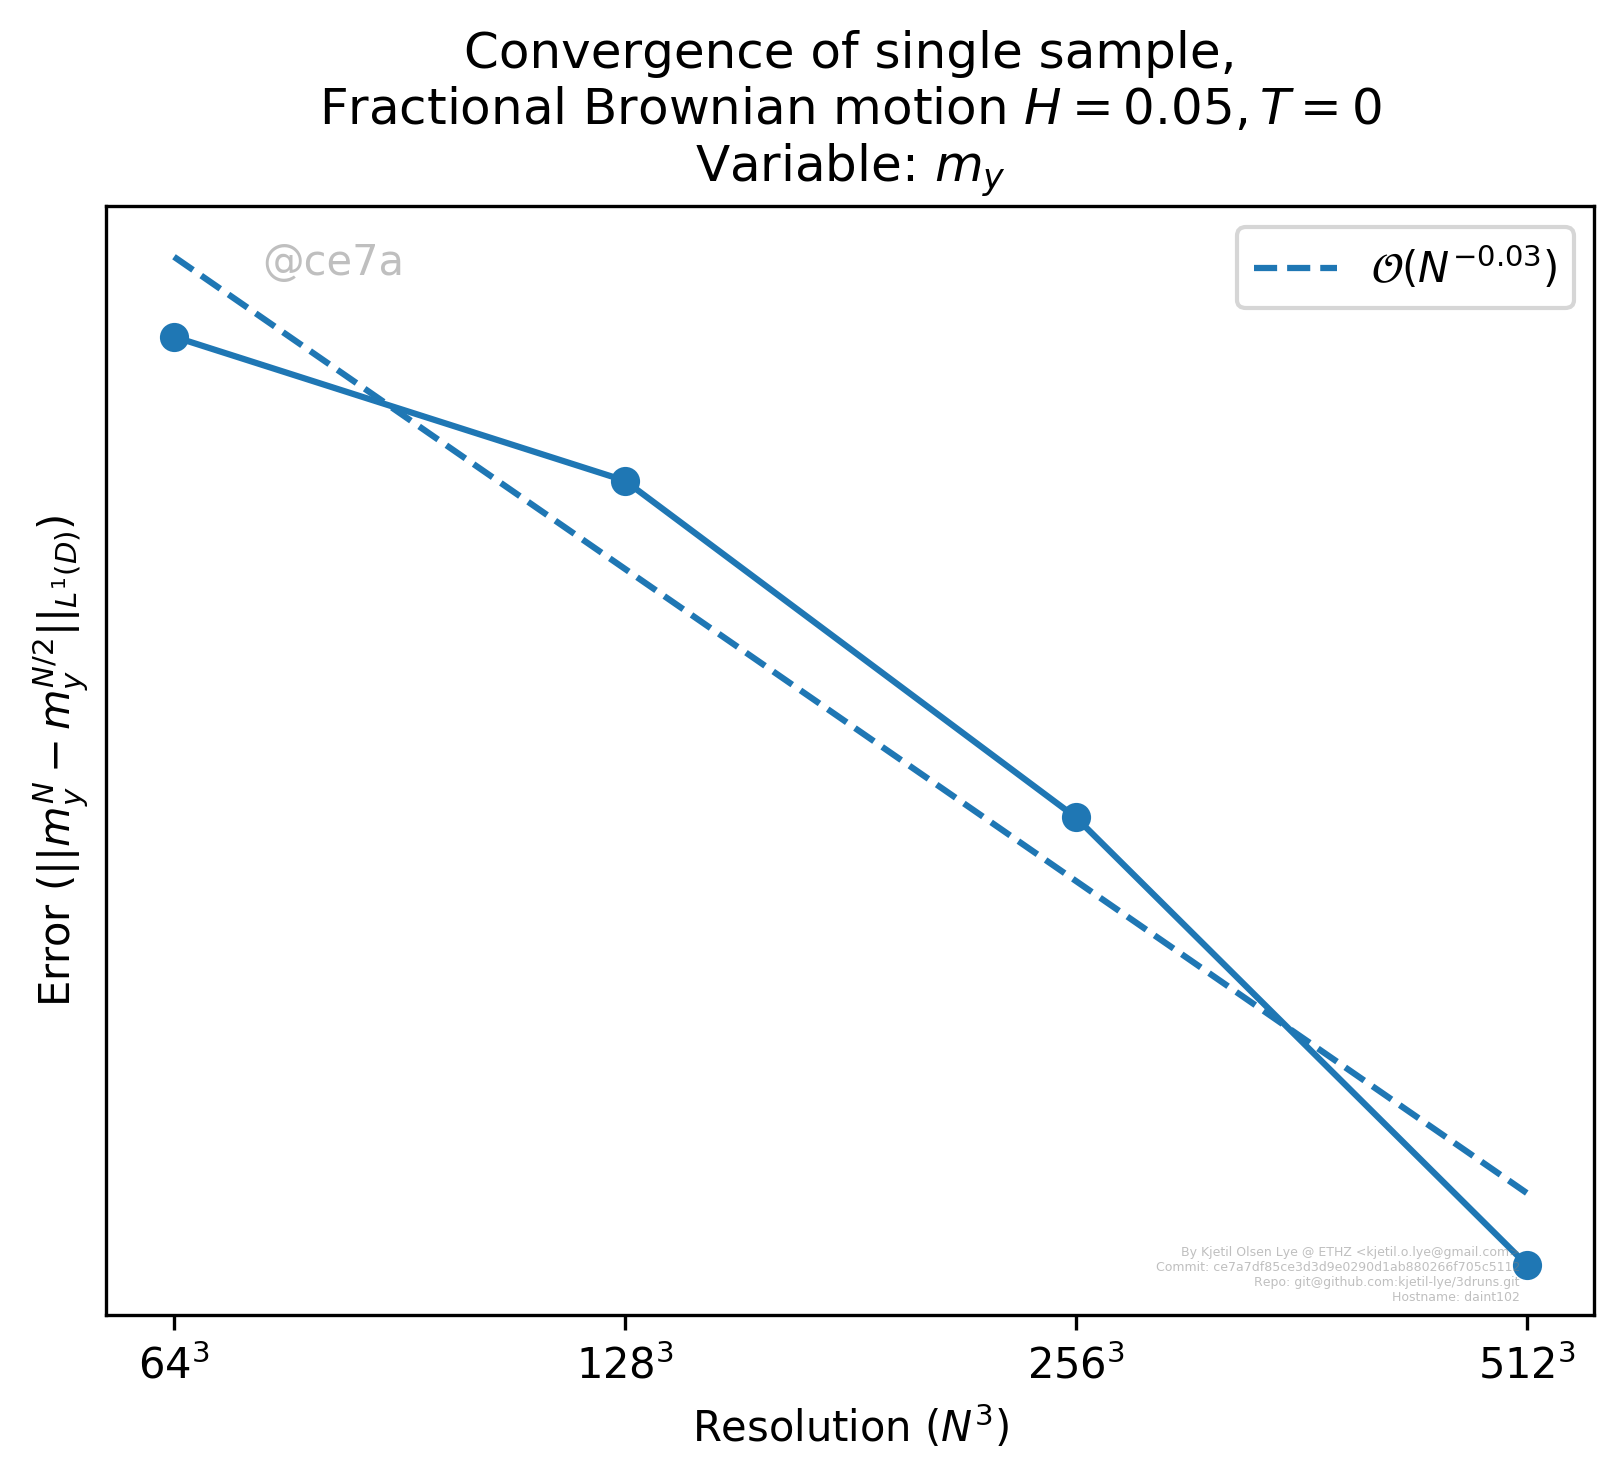 Convergence of single sample,
Fractional Brownian motion H = 0.05, T = 0
Variable: m_y
@ce7a
𝒪(N^{-0.03})
Error (||m_y^N − m_y^{N/2}||_{L^1(D)})
By Kjetil Olsen Lye @ ETHZ <kjetil.o.lye@gmail.com
Commit:
Repo: git@github.com:kjetil-lye/3druns.git
Hostname: daint102
64^3 128^3 256^3 512^3
Resolution (N^3)